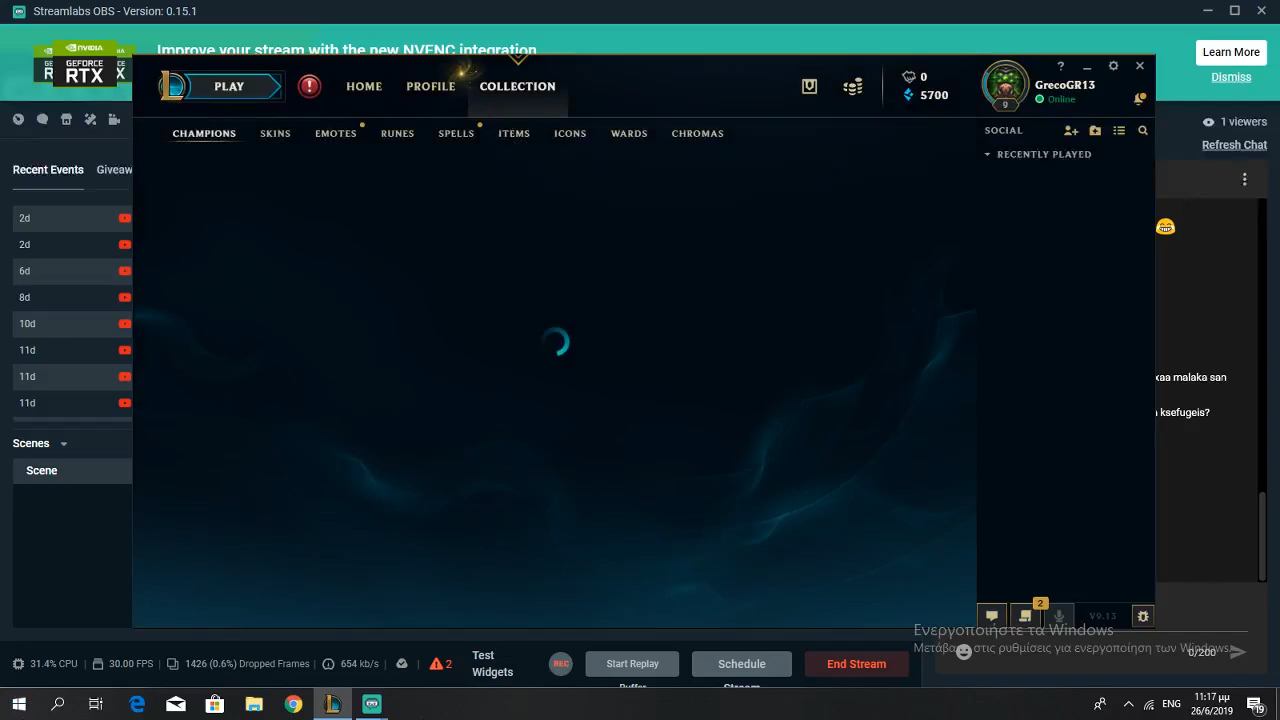 Streamlabs OBS - Version: 0.15.1
NVIDIA
GEFORCE
RTX
Improve your stream with the new NVENC integration
Learn More
Dismiss
PLAY
HOME
PROFILE
COLLECTION
0
5700
9
GrecoGR13
Online
1 viewers
Refresh Chat
CHAMPIONS
SKINS
EMOTES
RUNES
SPELLS
ITEMS
ICONS
WARDS
CHROMAS
SOCIAL
RECENTLY PLAYED
Recent Events
Giveaw
2d
2d
6d
8d
10d
11d
11d
11d
xaa malaka san
ksefugeis?
Scenes
Scene
2
V9.13
Ενεργοποιήστε τα Windows
Μετάβα στις ρυθμίσεις για ενεργοποίηση των Windows.
0/200
31.4% CPU
30.00 FPS
1426 (0.6%) Dropped Frames
654 kb/s
2
Test
Widgets
REC
Start Replay
Buffer
Schedule
Stream
End Stream
11:17 μμ
ENG
26/6/2019
19